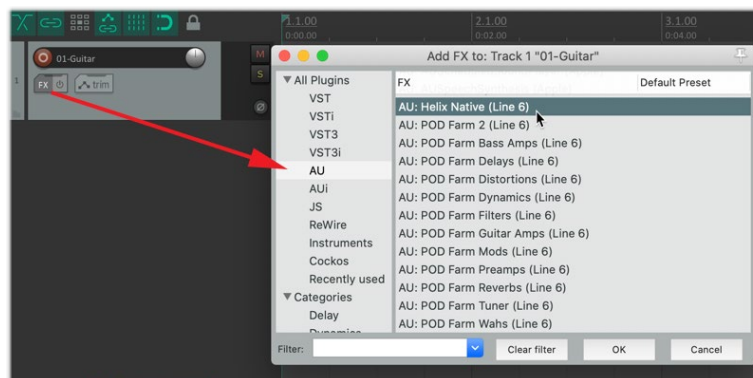 1.1.00
0:00.00
2.1.00
0:02.00
3.1.00
0:04.00
1
01-Guitar
FX
trim
M
S
Add FX to: Track 1 "01-Guitar"
All Plugins
VST
VSTi
VST3
VST3i
AU
AUi
JS
ReWire
Instruments
Cockos
Recently used
Categories
Delay
Dynamics
FX Default Preset
AU: Helix Native (Line 6)
AU: POD Farm 2 (Line 6)
AU: POD Farm Bass Amps (Line 6)
AU: POD Farm Delays (Line 6)
AU: POD Farm Distortions (Line 6)
AU: POD Farm Dynamics (Line 6)
AU: POD Farm Filters (Line 6)
AU: POD Farm Guitar Amps (Line 6)
AU: POD Farm Mods (Line 6)
AU: POD Farm Preamps (Line 6)
AU: POD Farm Reverbs (Line 6)
AU: POD Farm Tuner (Line 6)
AU: POD Farm Wahs (Line 6)
Filter:
Clear filter
OK
Cancel